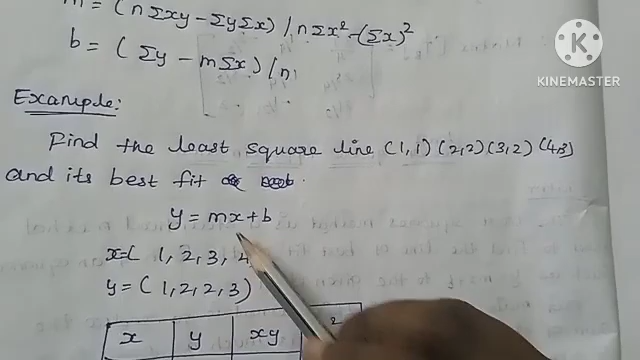 m = (nΣxy - ΣyΣx) / nΣx² - (Σx)²
b = (Σy - mΣx) / n
KINEMASTER
Example:
Find the least square line (1,1) (2,2) (3,2) (4,3)
and its best fit
y = mx + b
x = ( 1, 2, 3, 4
y = ( 1, 2, 2, 3)
x y xy 2